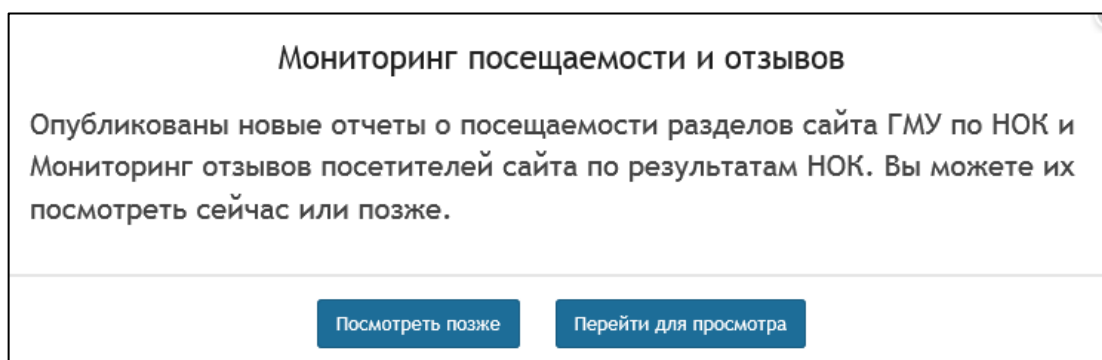 Мониторинг посещаемости и отзывов
Опубликованы новые отчеты о посещаемости разделов сайта ГМУ по НОК и
Мониторинг отзывов посетителей сайта по результатам НОК. Вы можете их
посмотреть сейчас или позже.
Посмотреть позже
Перейти для просмотра